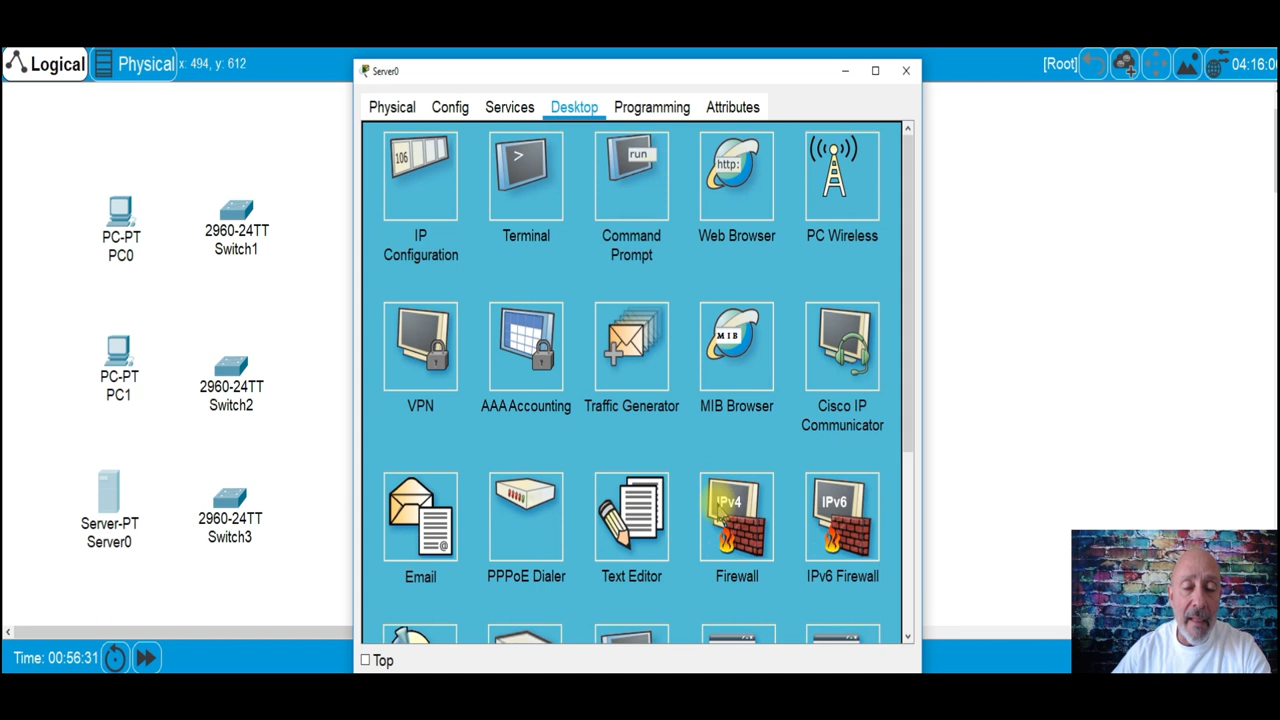 Logical
Physical
x: 494, y: 612
[Root]
04:16:0
Server0
Physical
Config
Services
Desktop
Programming
Attributes
106
>
run
http:
IP
Configuration
Terminal
Command
Prompt
Web Browser
PC Wireless
MIB
VPN
AAA Accounting
Traffic Generator
MIB Browser
Cisco IP
Communicator
@
IPv4
IPv6
Email
PPPoE Dialer
Text Editor
Firewall
IPv6 Firewall
PC-PT
PC0
2960-24TT
Switch1
PC-PT
PC1
2960-24TT
Switch2
Server-PT
Server0
2960-24TT
Switch3
Time: 00:56:31
Top